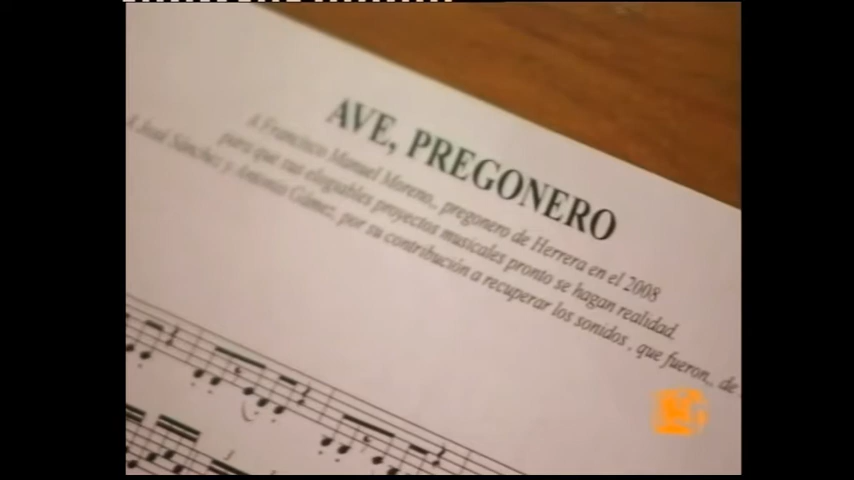 AVE, PREGONERO
A Francisco Manuel Moreno,, pregonero de Herrera en el 2008
para que sus elogiables proyectos musicales pronto se hagan realidad.
A José Sánchez y Antonio Gámez, por su contribución a recuperar los sonidos , que fueron,, de